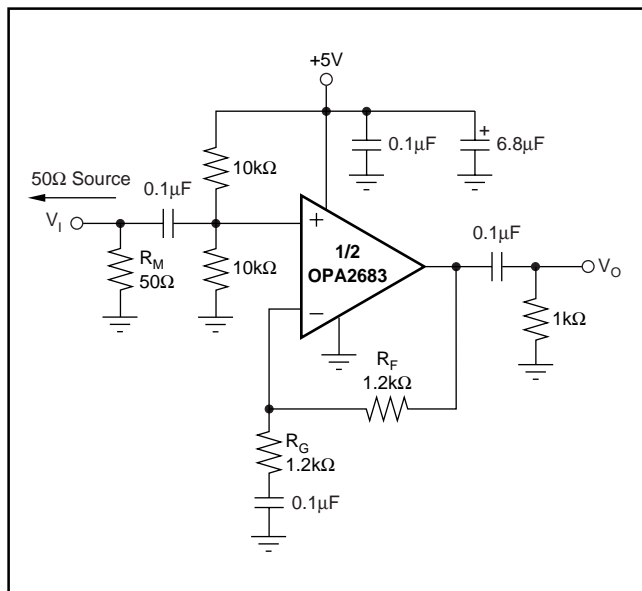 +5V
0.1μF
+
6.8μF
10kΩ
50Ω Source
0.1μF
V_I
R_M
50Ω
10kΩ
+
1/2
OPA2683
−
0.1μF
V_O
1kΩ
R_F
1.2kΩ
R_G
1.2kΩ
0.1μF